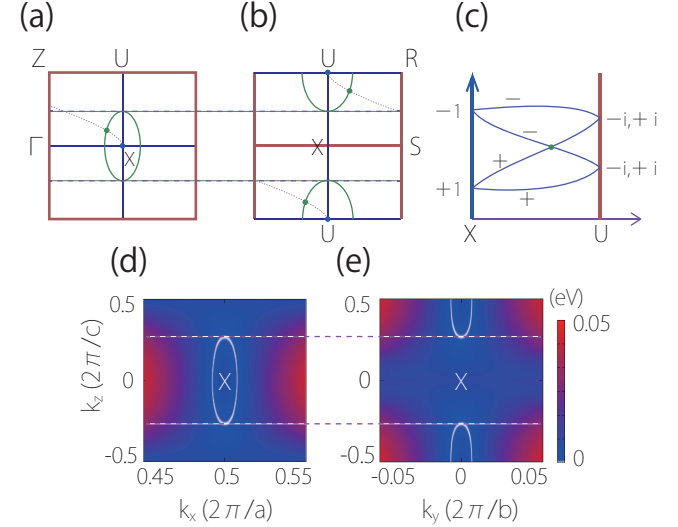 (a) (b) (c)
Z U U R
Γ X X S
U
−1 − −i,+ i
−
+ −i,+ i
+1 +
X U
(d) (e) (eV)
0.5 0.5 0.05
k_z (2π/c) 0 X 0 X
-0.5 -0.5 0
0.45 0.5 0.55 -0.05 0 0.05
k_x (2π/a) k_y (2π/b)